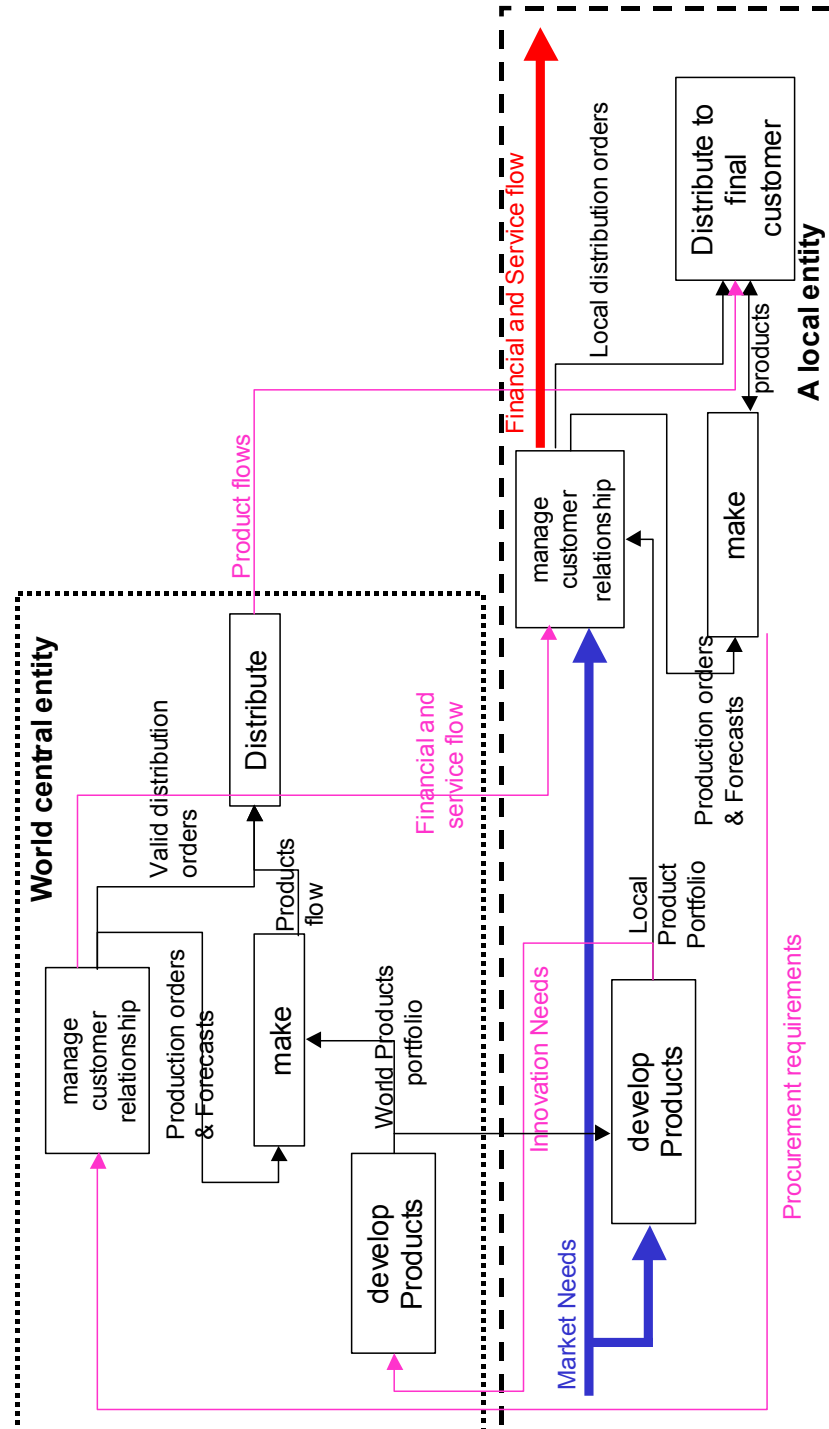 World central entity
manage
customer
relationship
Valid distribution
orders
Production orders
& Forecasts
Distribute
Product flows
make
Products
flow
World Products
portfolio
develop
Products
Financial and
service flow
Financial and Service flow
Innovation Needs
Market Needs
manage
customer
relationship
Local distribution orders
develop
Products
Local
Product
Portfolio
Production orders
& Forecasts
make
products
Distribute to
final
customer
Procurement requirements
A local entity